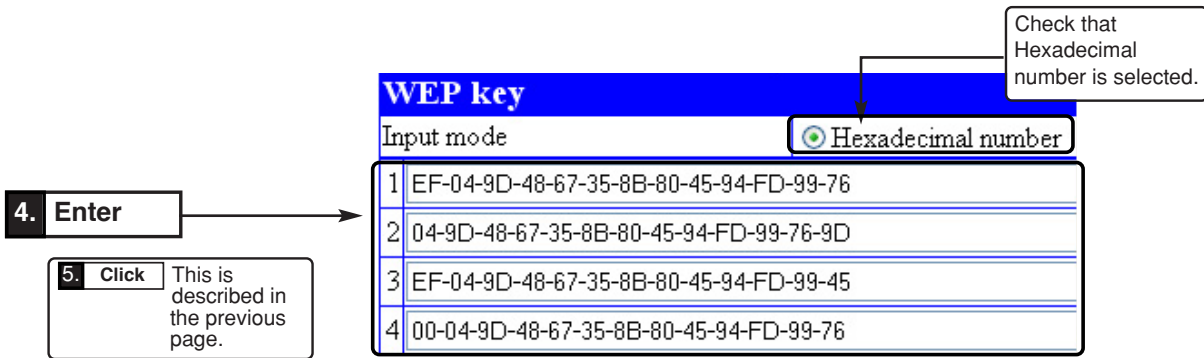 Check that
Hexadecimal
number is selected.
WEP key
Input mode
Hexadecimal number
4. Enter
1 EF-04-9D-48-67-35-8B-80-45-94-FD-99-76
2 04-9D-48-67-35-8B-80-45-94-FD-99-76-9D
3 EF-04-9D-48-67-35-8B-80-45-94-FD-99-45
4 00-04-9D-48-67-35-8B-80-45-94-FD-99-76
5. Click This is
described in
the previous
page.